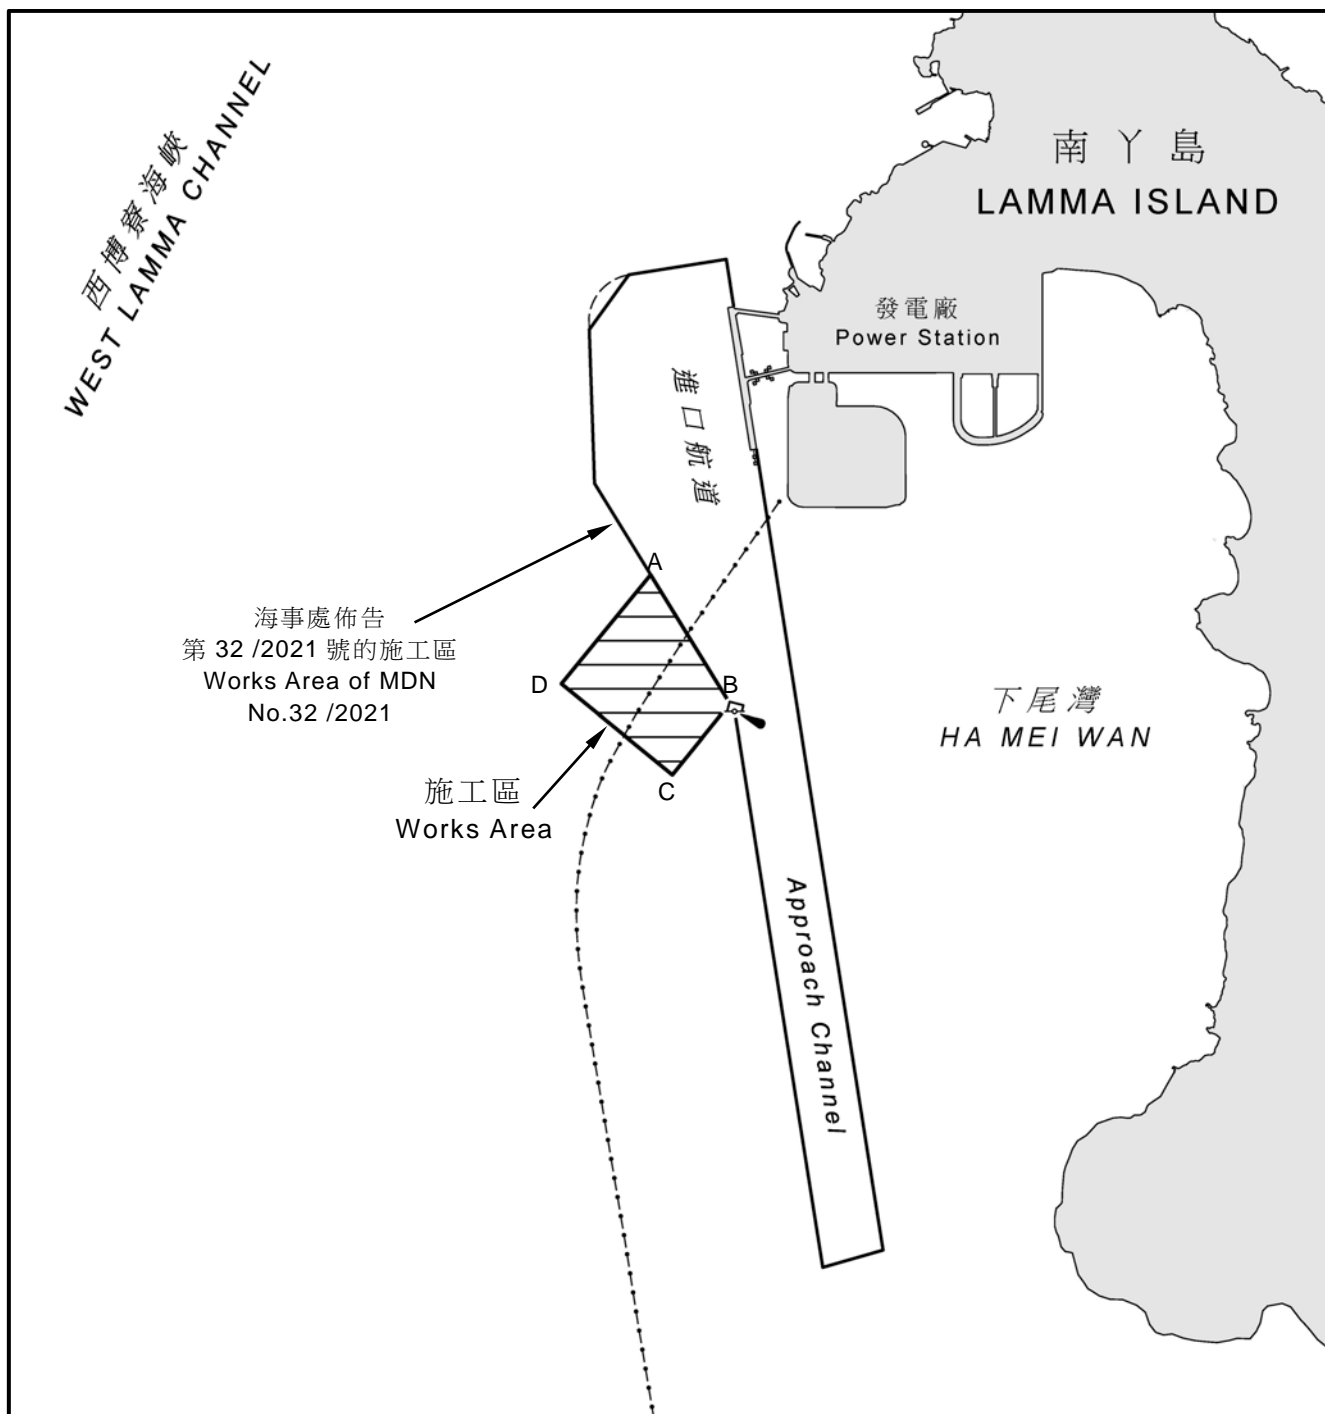 南丫島
LAMMA ISLAND
西博寮海峽
WEST LAMMA CHANNEL
發電廠
Power Station
進口航道
A
海事處佈告
第 32 /2021 號的施工區
Works Area of MDN
No.32 /2021
D
B
下尾灣
HA MEI WAN
施工區
Works Area
C
Approach Channel